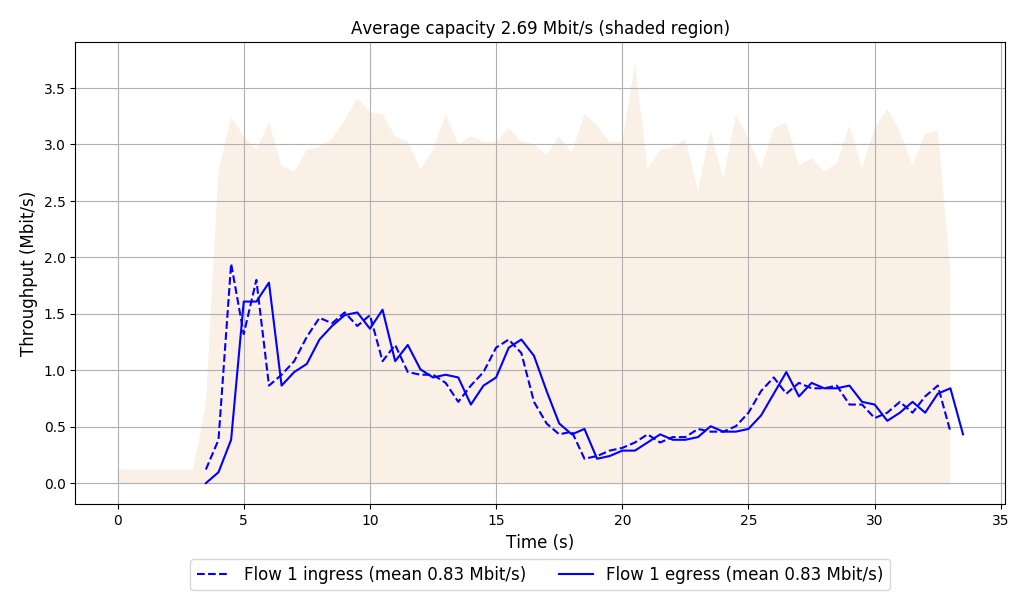 Average capacity 2.69 Mbit/s (shaded region)
Throughput (Mbit/s)
3.5
3.0
2.5
2.0
1.5
1.0
0.5
0.0
0 5 10 15 20 25 30 35
Time (s)
Flow 1 ingress (mean 0.83 Mbit/s) Flow 1 egress (mean 0.83 Mbit/s)